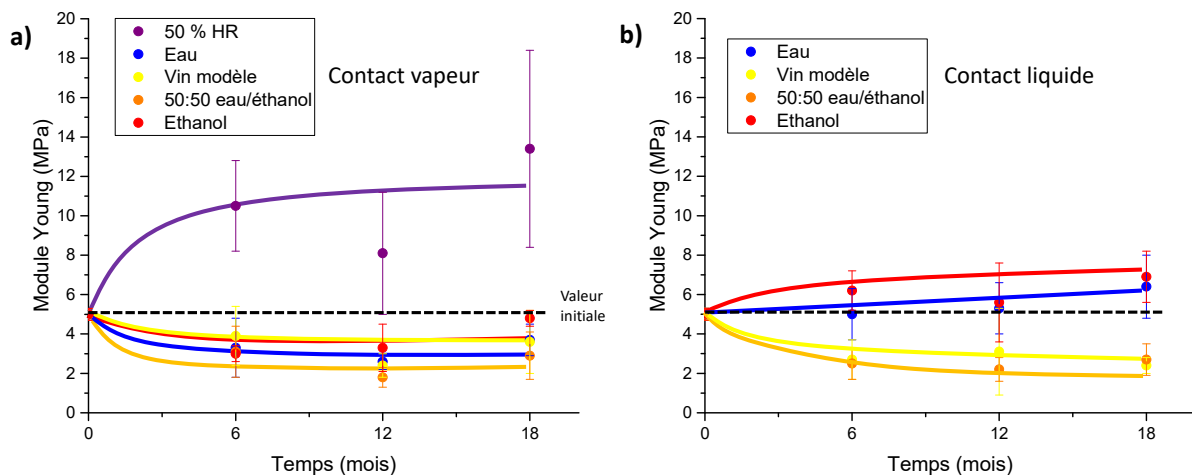 a)
50 % HR
Eau
Vin modèle
50:50 eau/éthanol
Ethanol
Contact vapeur
Module Young (MPa)
20
18
16
14
12
10
8
6
4
2
0
0
6
12
18
Temps (mois)
Valeur
initiale
b)
Eau
Vin modèle
50:50 eau/éthanol
Ethanol
Contact liquide
Module Young (MPa)
20
18
16
14
12
10
8
6
4
2
0
0
6
12
18
Temps (mois)